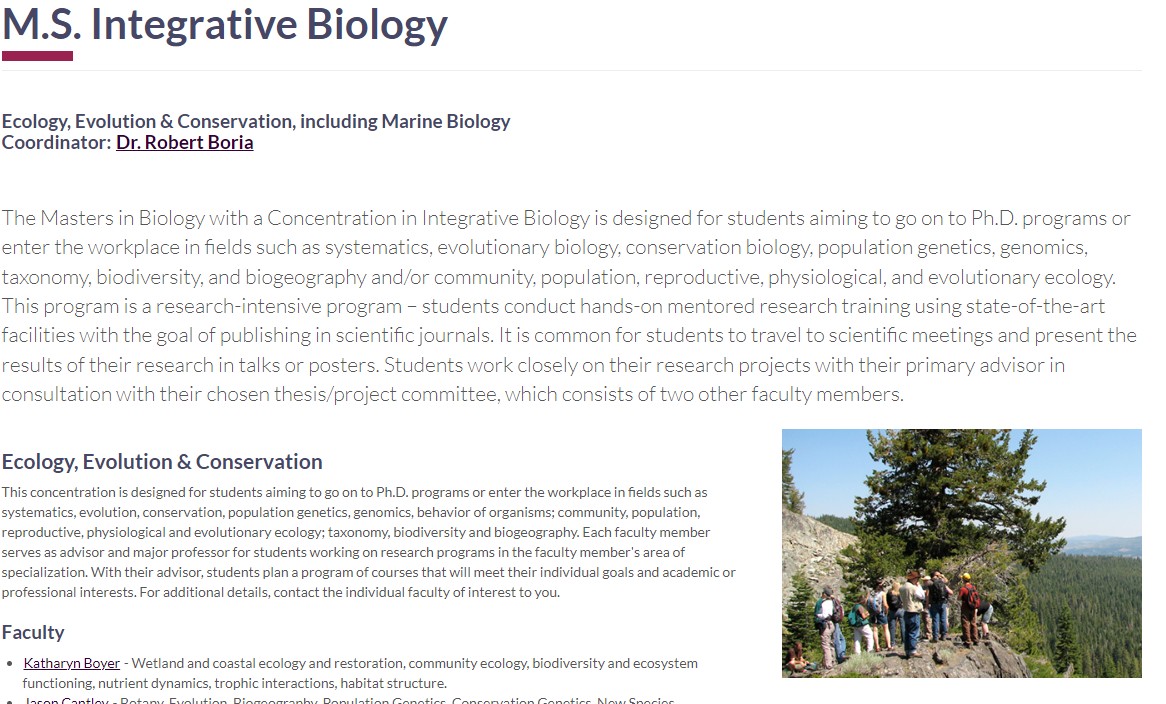 M.S. Integrative Biology
Ecology, Evolution & Conservation, including Marine Biology
Coordinator: Dr. Robert Boria
The Masters in Biology with a Concentration in Integrative Biology is designed for students aiming to go on to Ph.D. programs or
enter the workplace in fields such as systematics, evolutionary biology, conservation biology, population genetics, genomics,
taxonomy, biodiversity, and biogeography and/or community, population, reproductive, physiological, and evolutionary ecology.
This program is a research-intensive program – students conduct hands-on mentored research training using state-of-the-art
facilities with the goal of publishing in scientific journals. It is common for students to travel to scientific meetings and present the
results of their research in talks or posters. Students work closely on their research projects with their primary advisor in
consultation with their chosen thesis/project committee, which consists of two other faculty members.
Ecology, Evolution & Conservation
This concentration is designed for students aiming to go on to Ph.D. programs or enter the workplace in fields such as
systematics, evolution, conservation, population genetics, genomics, behavior of organisms; community, population,
reproductive, physiological and evolutionary ecology; taxonomy, biodiversity and biogeography. Each faculty member
serves as advisor and major professor for students working on research programs in the faculty member's area of
specialization. With their advisor, students plan a program of courses that will meet their individual goals and academic or
professional interests. For additional details, contact the individual faculty of interest to you.
Faculty
• Katharyn Boyer - Wetland and coastal ecology and restoration, community ecology, biodiversity and ecosystem
functioning, nutrient dynamics, trophic interactions, habitat structure.
• Jason Cantley - Botany, Evolution, Biogeography, Population Genetics, Conservation Genetics, New Species